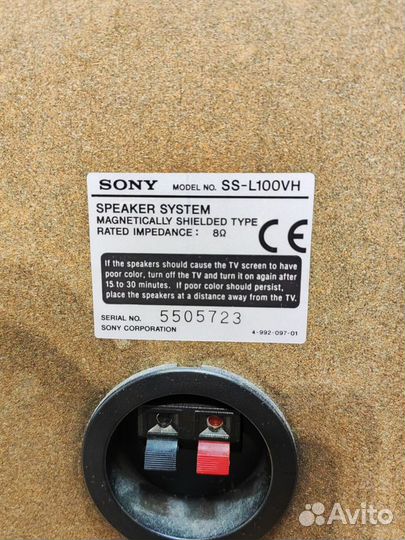 SONY MODEL NO. SS-L100VH
SPEAKER SYSTEM
MAGNETICALLY SHIELDED TYPE
RATED IMPEDANCE : 8Ω
CE
If the speakers should cause the TV screen to have
poor color, turn off the TV and turn it on again after
15 to 30 minutes. If poor color should persist,
place the speakers at a distance away from the TV.
SERIAL NO. 5505723
SONY CORPORATION 4-992-097-01
Avito